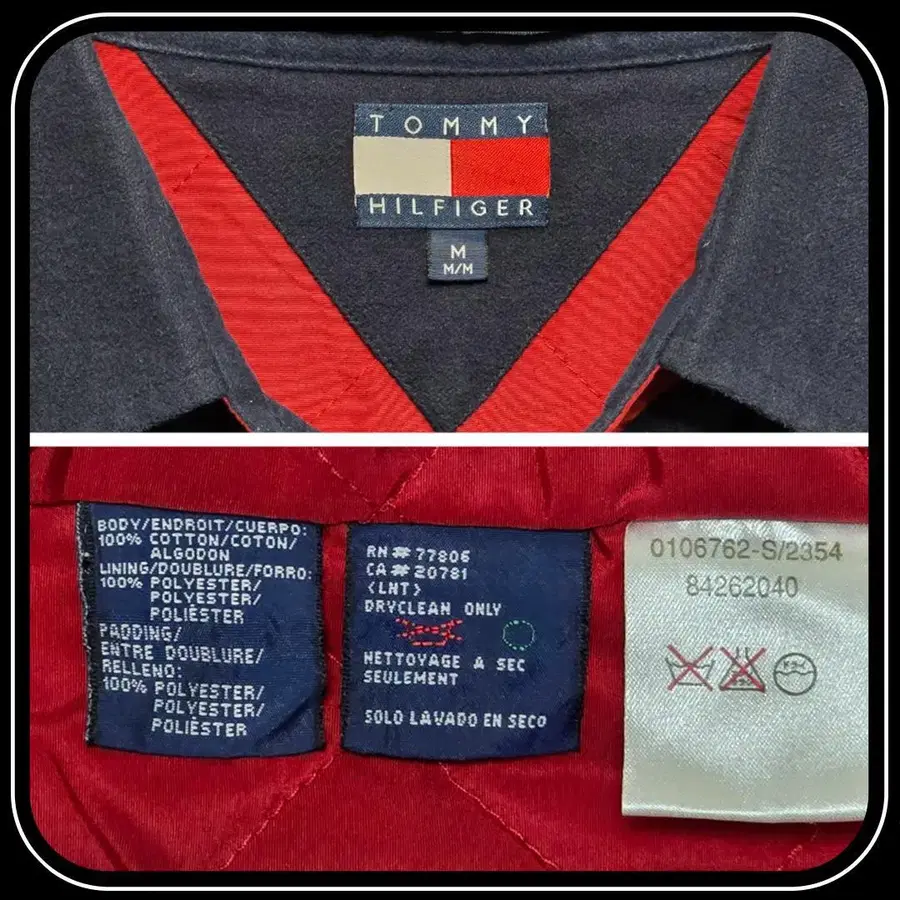 TOMMY
HILFIGER
M
M/M
BODY/ENDROIT/CUERPO:
100% COTTON/COTON/
ALGODON
LINING/DOUBLURE/FORRO:
100% POLYESTER/
POLYESTER/
POLIÉSTER
PADDING/
ENTRE DOUBLURE/
RELLENO:
100% POLYESTER/
POLYESTER/
POLIÉSTER
RN # 77806
CA # 20781
<LNT>
DRYCLEAN ONLY
NETTOYAGE A SEC
SEULEMENT
SOLO LAVADO EN SECO
0106762-S/2354
84262040